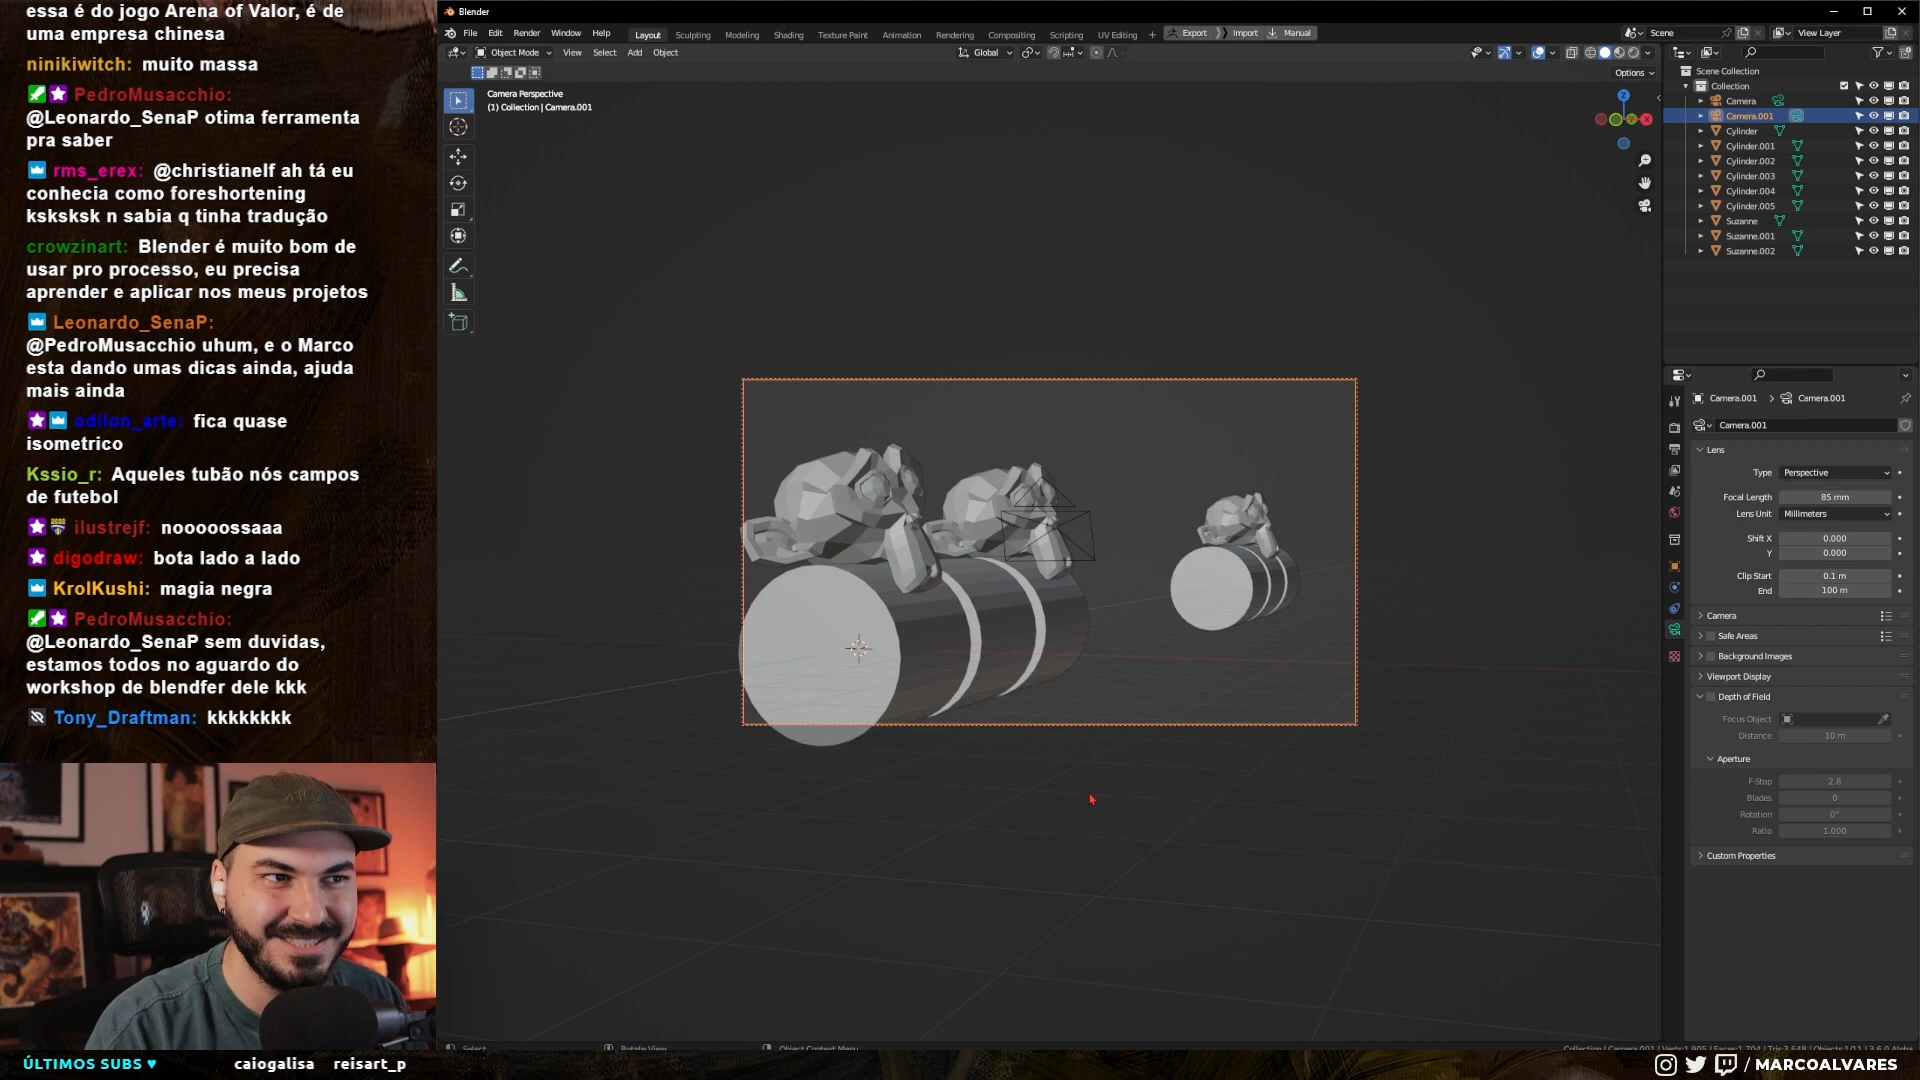 essa é do jogo Arena of Valor, é de
uma empresa chinesa
ninikiwitch: muito massa
PedroMusacchio:
@Leonardo_SenaP otima ferramenta
pra saber
rms_erex: @christianelf ah tá eu
conhecia como foreshortening
ksksksk n sabia q tinha tradução
crowzinart: Blender é muito bom de
usar pro processo, eu precisa
aprender e aplicar nos meus projetos
Leonardo_SenaP:
@PedroMusacchio uhum, e o Marco
esta dando umas dicas ainda, ajuda
mais ainda
odilon_arte: fica quase
isometrico
Kssio_r: Aqueles tubão nós campos
de futebol
ilustrejf: nooooossaaa
digodraw: bota lado a lado
KrolKushi: magia negra
PedroMusacchio:
@Leonardo_SenaP sem duvidas,
estamos todos no aguardo do
workshop de blendfer dele kkk
Tony_Draftman: kkkkkkkk
ÚLTIMOS SUBS ♥ caiogalisa reisart_p
Blender
File Edit Render Window Help Layout Sculpting Modeling Shading Texture Paint Animation Rendering Compositing Scripting UV Editing + Export Import Manual Scene View Layer
Object Mode View Select Add Object Global
Options
Camera Perspective
(1) Collection | Camera.001
Z
X
Scene Collection
Collection
Camera
Camera.001
Cylinder
Cylinder.001
Cylinder.002
Cylinder.003
Cylinder.004
Cylinder.005
Suzanne
Suzanne.001
Suzanne.002
Camera.001 > Camera.001
Camera.001
Lens
Type Perspective
Focal Length 85 mm
Lens Unit Millimeters
Shift X 0.000
Y 0.000
Clip Start 0.1 m
End 100 m
Camera
Safe Areas
Background Images
Viewport Display
Depth of Field
Focus Object
Distance 10 m
Aperture
F-Stop 2.8
Blades 0
Rotation 0°
Ratio 1.000
Custom Properties
Select Rotate View Object Context Menu
/ MARCOALVARES